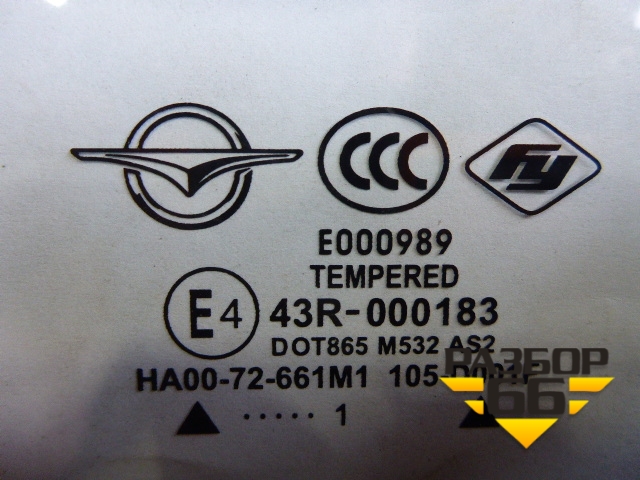 CCC FY
E000989
TEMPERED
E4 43R-000183
DOT865 M532 AS2
HA00-72-661M1 105-
..... 1
РАЗБОР
66